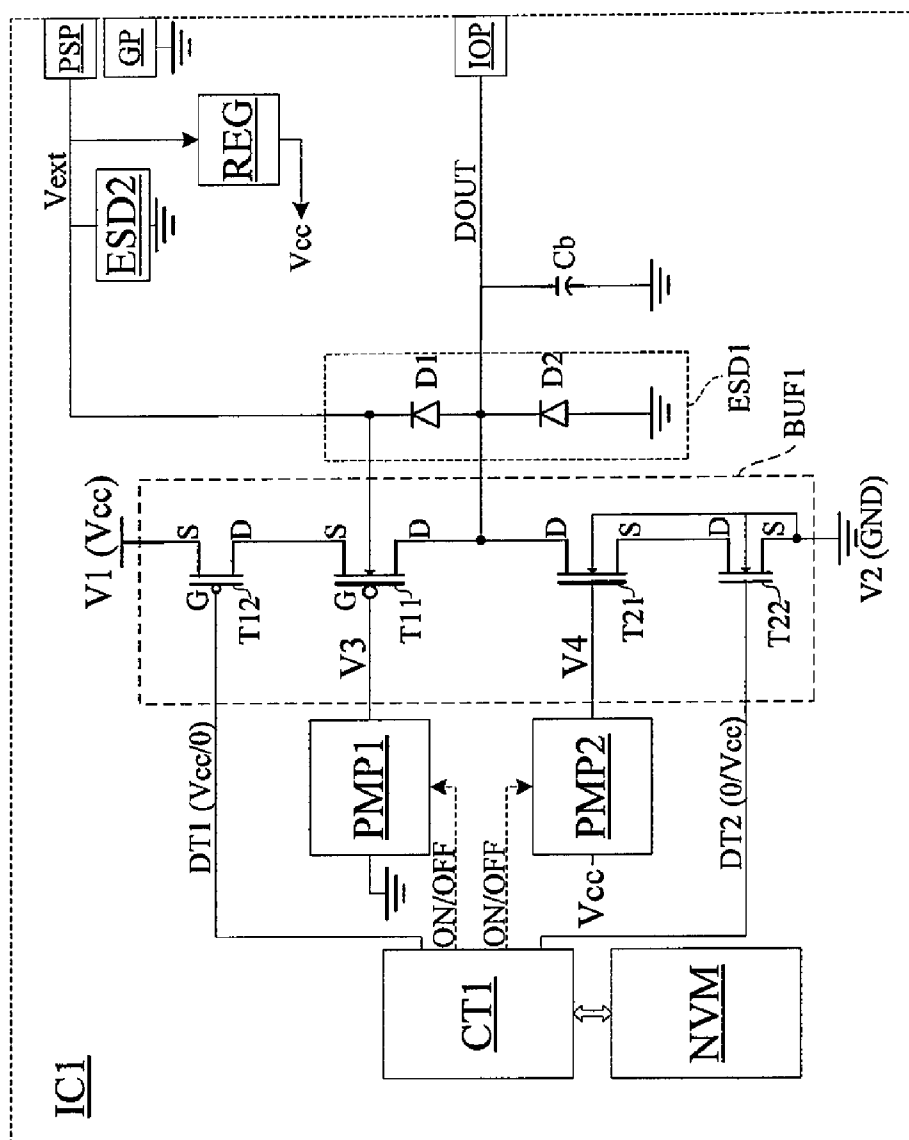 IC1
PSP
GP
Vext
ESD2
REG
Vcc
IOP
DOUT
Cb
D1
D2
ESD1
BUF1
V1 (Vcc)
S
D
G
T12
S
G
D
T11
V3
D
S
T21
V4
D
S
T22
V2 (GND)
DT1 (Vcc/0)
PMP1
ON/OFF
ON/OFF
PMP2
Vcc
DT2 (0/Vcc)
CT1
NVM